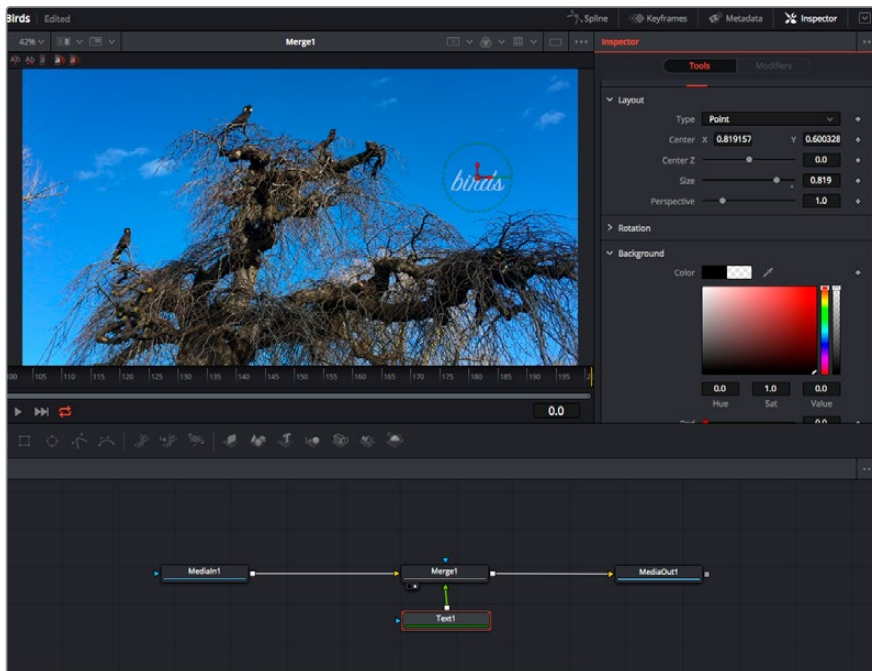 Birds Edited Spline Keyframes Metadata Inspector
42% Merge1 Inspector
Tools Modifiers
Layout
Type Point
Center X 0.819157 Y 0.600328
Center Z 0.0
Size 0.819
Perspective 1.0
Rotation
Background
Color
birds
105 110 115 120 125 130 135 140 145 150 155 160 165 170 175 180 185 190 195
0.0 1.0 0.0
Hue Sat Value
0.0
0.0
MediaIn1 Merge1 MediaOut1
Text1